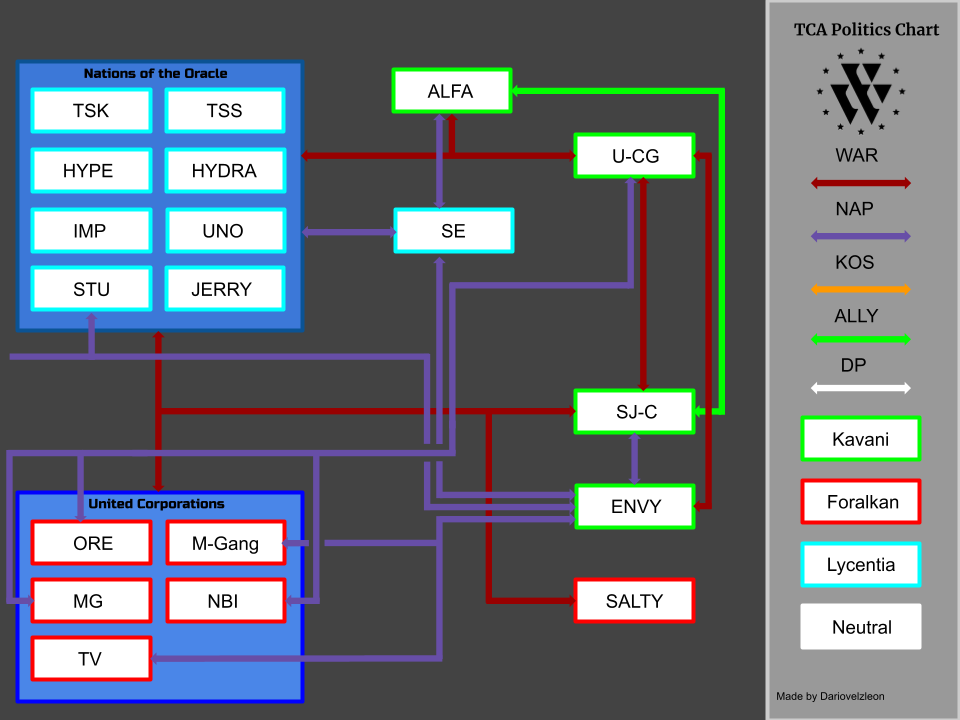 TCA Politics Chart
Nations of the Oracle
TSK
TSS
HYPE
HYDRA
IMP
UNO
STU
JERRY
ALFA
U-CG
SE
SJ-C
ENVY
SALTY
United Corporations
ORE
M-Gang
MG
NBI
TV
WAR
NAP
KOS
ALLY
DP
Kavani
Foralkan
Lycentia
Neutral
Made by Dariovelzleon